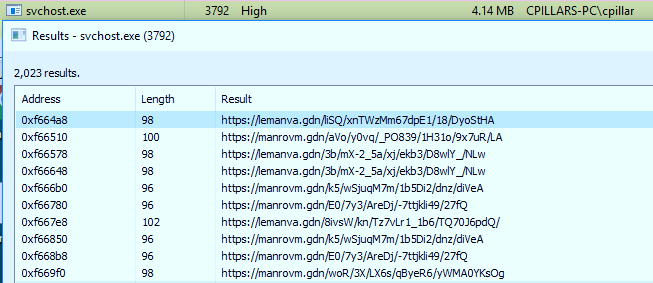 svchost.exe 3792 High 4.14 MB CPILLARS-PC\cpillar
Results - svchost.exe (3792)
2,023 results.
Address Length Result
0xf664a8 98 https://lemanva.gdn/liSQ/xnTWzMm67dpE1/18/DyoStHA
0xf66510 100 https://manrovm.gdn/aVo/y0vq/_PO839/1H31o/9x7uR/LA
0xf66578 98 https://lemanva.gdn/3b/mX-2_5a/xj/ekb3/D8wlY_/NLw
0xf66648 98 https://manrovm.gdn/3b/mX-2_5a/xj/ekb3/D8wlY_/NLw
0xf666b0 96 https://manrovm.gdn/k5/wSjuqM7m/1b5Di2/dnz/diVeA
0xf66780 96 https://manrovm.gdn/E0/7y3/AreDj/-7ttjkli49/27fQ
0xf667e8 102 https://lemanva.gdn/8ivsW/kn/Tz7vLr1_1b6/TQ70J6pdQ/
0xf66850 96 https://manrovm.gdn/k5/wSjuqM7m/1b5Di2/dnz/diVeA
0xf668b8 96 https://manrovm.gdn/E0/7y3/AreDj/-7ttjkli49/27fQ
0xf669f0 98 https://manrovm.gdn/woR/3X/LX6s/qByeR6/yWMA0YKsOg